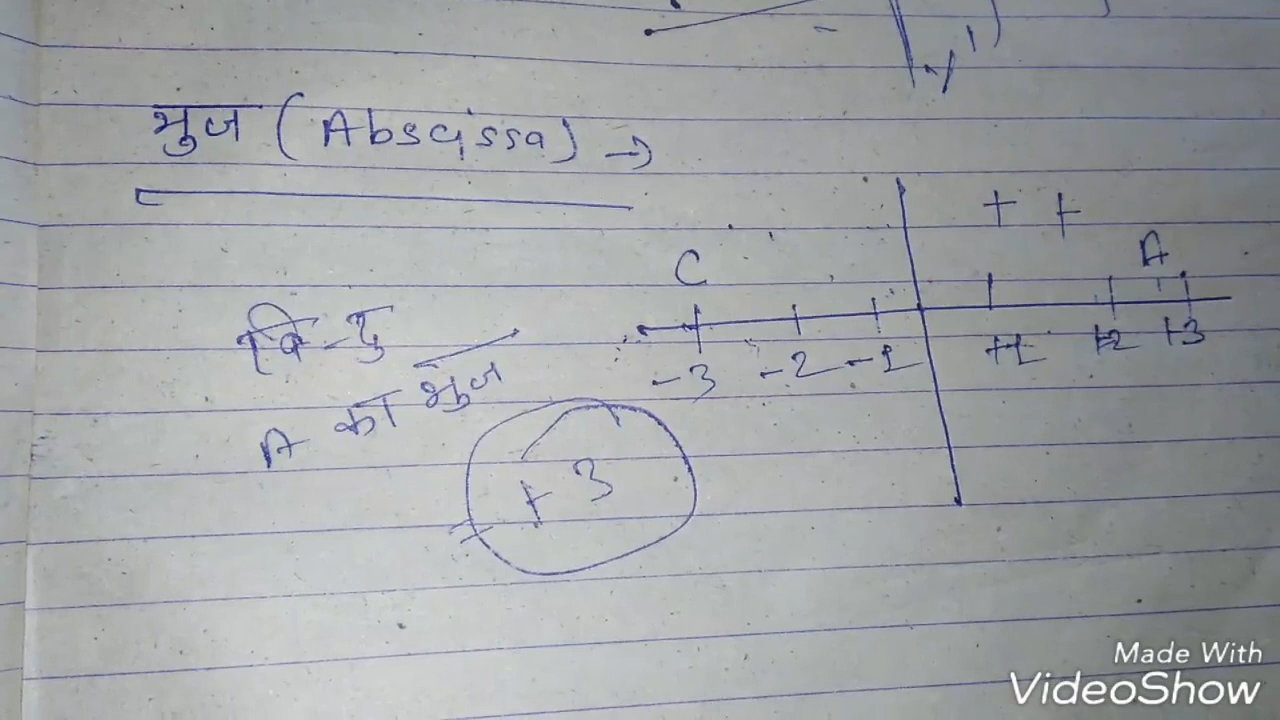 y'
भुज (Abscissa) →
+ +
C A
-3 -2 -1 +1 +2 +3
बिन्दु
A का भुज
+3
Made With
VideoShow